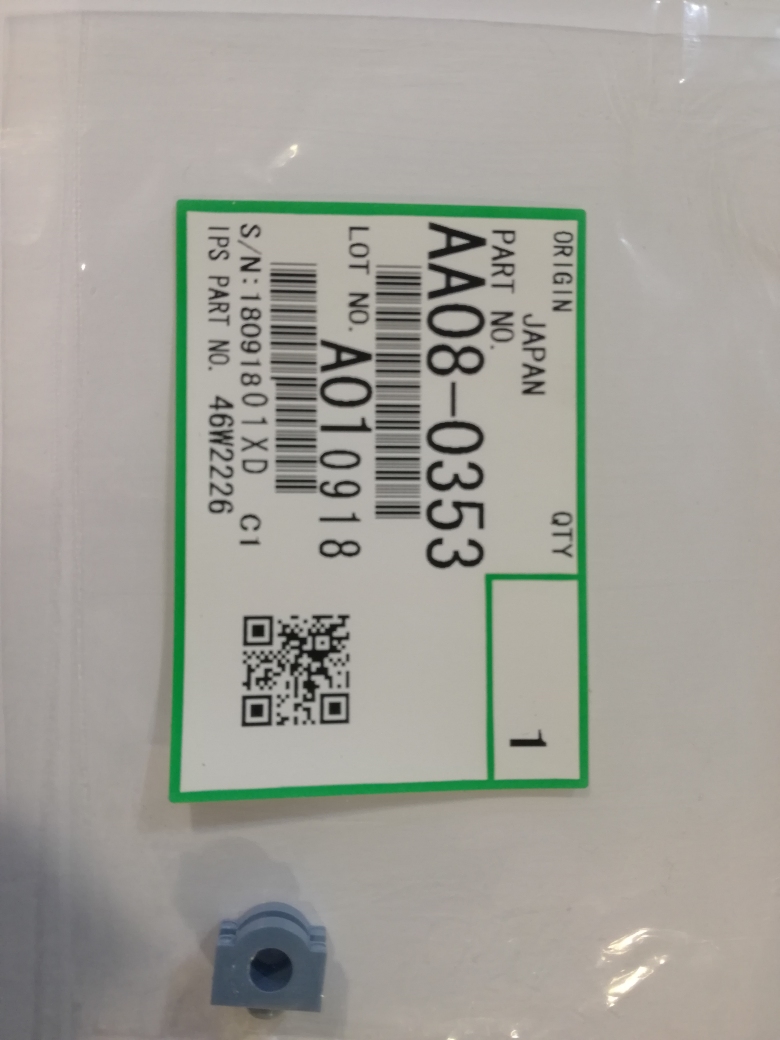 ORIGIN
JAPAN
QTY
1
PART NO.
AA08-0353
LOT NO. A010918
S/N:18091801XD C1
IPS PART NO. 46W2226